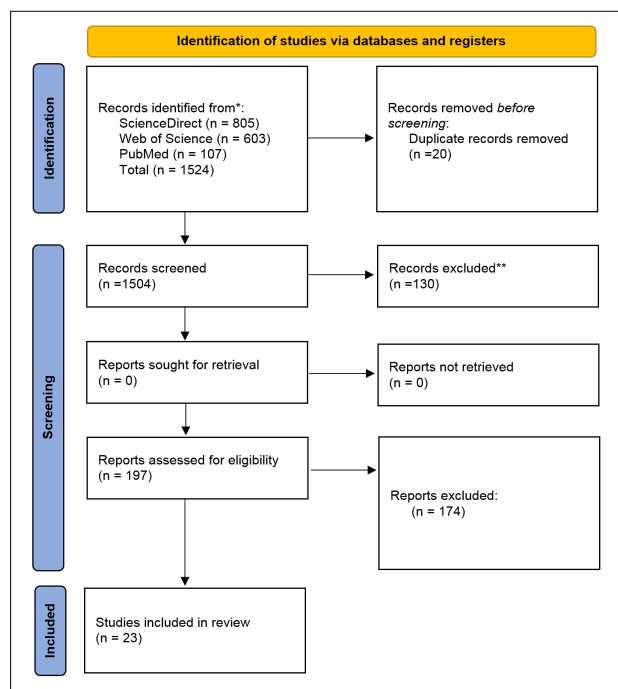 Identification of studies via databases and registers
Identification
Records identified from*:
ScienceDirect (n = 805)
Web of Science (n = 603)
PubMed (n = 107)
Total (n = 1524)
Records removed before
screening:
Duplicate records removed
(n =20)
Screening
Records screened
(n =1504)
Records excluded**
(n =130)
Reports sought for retrieval
(n = 0)
Reports not retrieved
(n = 0)
Reports assessed for eligibility
(n = 197)
Reports excluded:
(n = 174)
Included
Studies included in review
(n = 23)